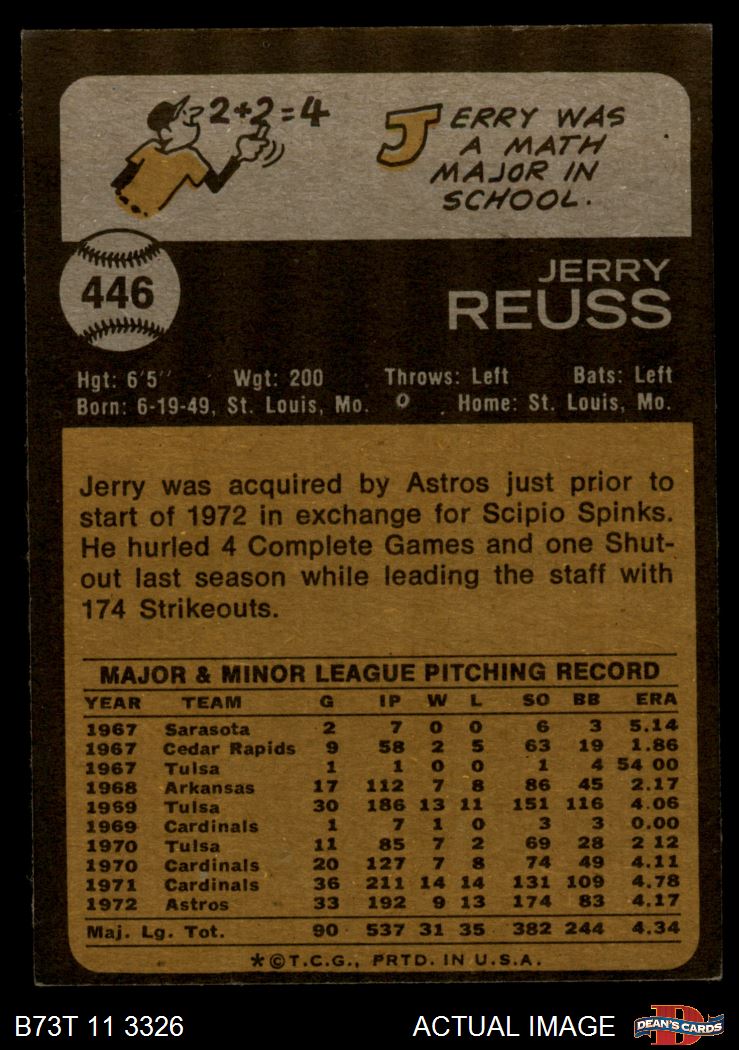 2+2=4
JERRY WAS
A MATH
MAJOR IN
SCHOOL.
446
JERRY
REUSS
Hgt: 6'5" Wgt: 200 Throws: Left Bats: Left
Born: 6-19-49, St. Louis, Mo. Home: St. Louis, Mo.
Jerry was acquired by Astros just prior to
start of 1972 in exchange for Scipio Spinks.
He hurled 4 Complete Games and one Shut-
out last season while leading the staff with
174 Strikeouts.
MAJOR & MINOR LEAGUE PITCHING RECORD
YEAR TEAM G IP W L SO BB ERA
1967 Sarasota 2 7 0 0 6 3 5.14
1967 Cedar Rapids 9 58 2 5 63 19 1.86
1967 Tulsa 1 1 0 0 1 4 54 00
1968 Arkansas 17 112 7 8 86 45 2.17
1969 Tulsa 30 186 13 11 151 116 4.06
1969 Cardinals 1 7 1 0 3 3 0.00
1970 Tulsa 11 85 7 2 69 28 2 12
1970 Cardinals 20 127 7 8 74 49 4.11
1971 Cardinals 36 211 14 14 131 109 4.78
1972 Astros 33 192 9 13 174 83 4.17
Maj. Lg. Tot. 90 537 31 35 382 244 4.34
*©T.C.G., PRTD. IN U.S.A.
B73T 11 3326 ACTUAL IMAGE D DEAN'S CARDS